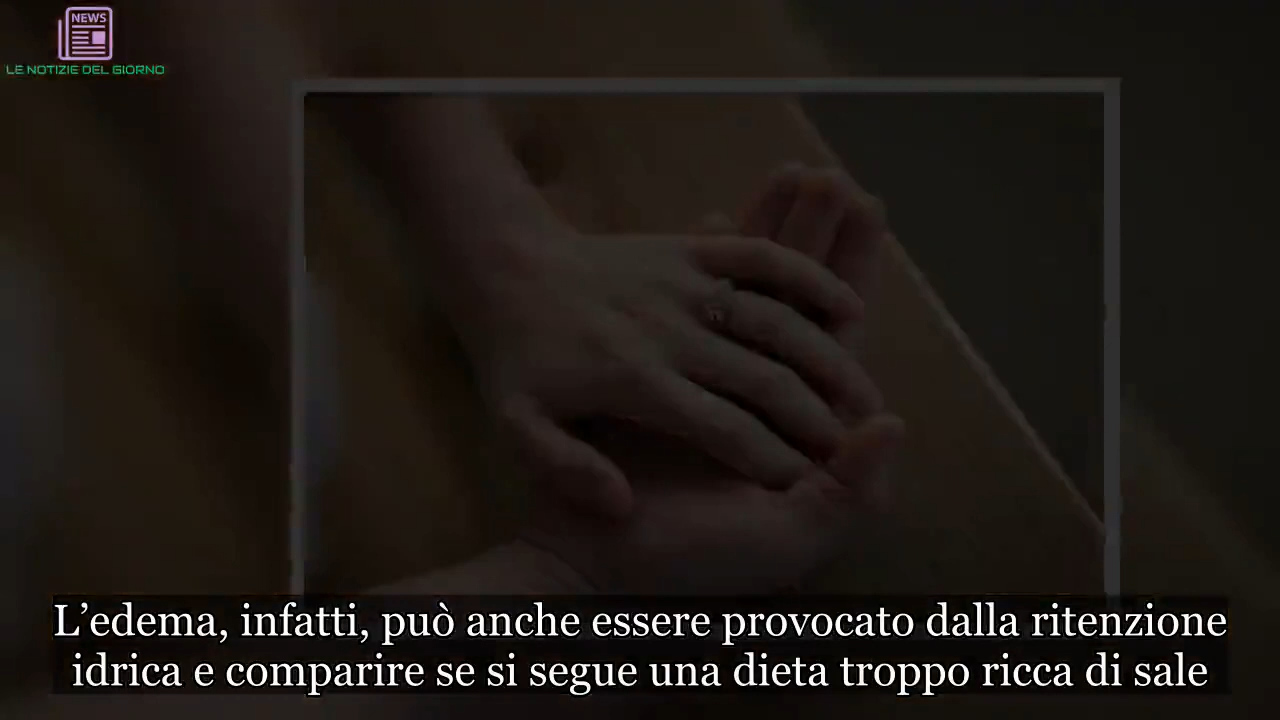 NEWS
LE NOTIZIE DEL GIORNO
L’edema, infatti, può anche essere provocato dalla ritenzione
idrica e comparire se si segue una dieta troppo ricca di sale